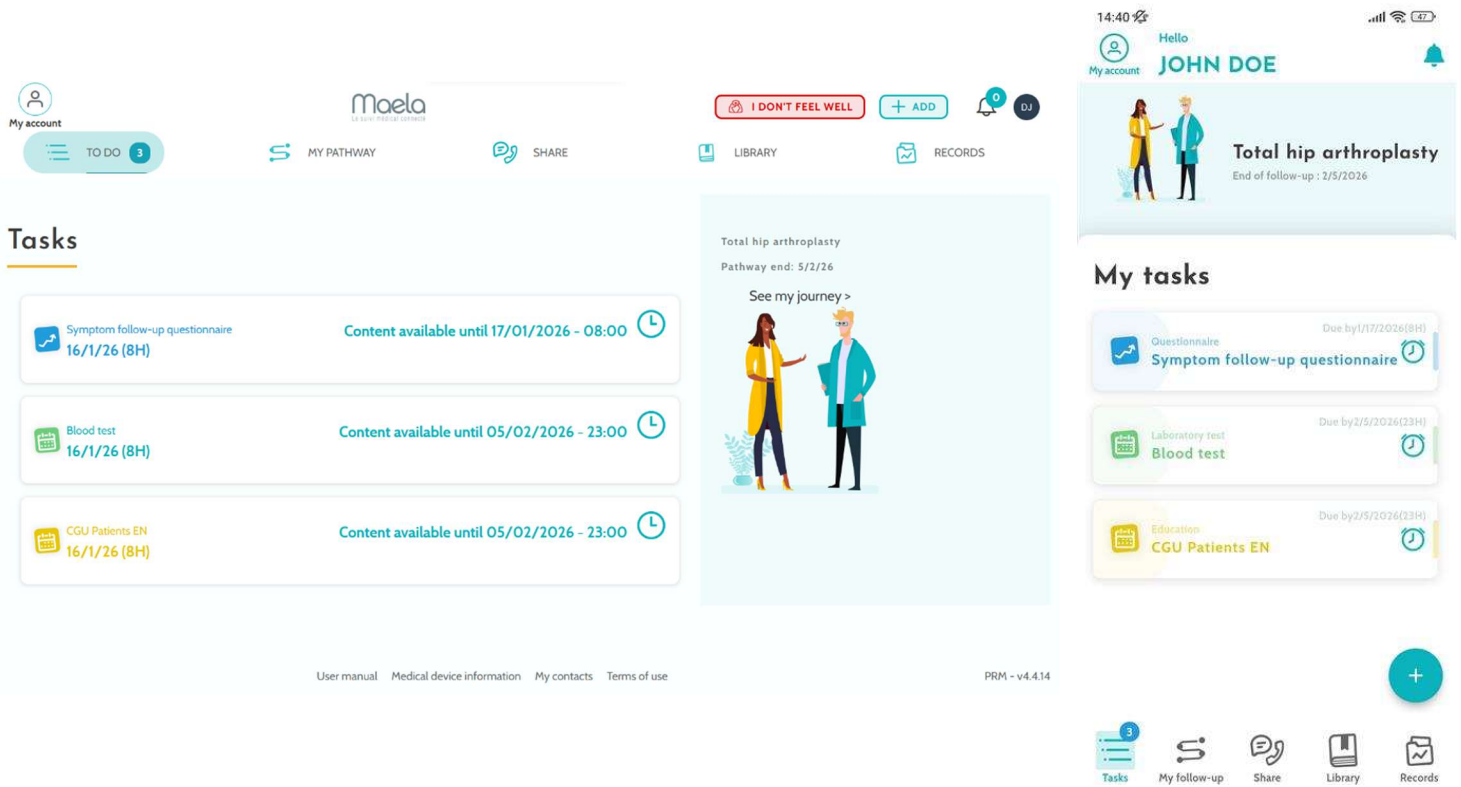 My account
Maela
Le suivi médical connecté
I DON'T FEEL WELL
+ ADD
0
DJ
TO DO 3
MY PATHWAY
SHARE
LIBRARY
RECORDS
Tasks
Symptom follow-up questionnaire
16/1/26 (8H)
Content available until 17/01/2026 - 08:00
Blood test
16/1/26 (8H)
Content available until 05/02/2026 - 23:00
CGU Patients EN
16/1/26 (8H)
Content available until 05/02/2026 - 23:00
Total hip arthroplasty
Pathway end: 5/2/26
See my journey >
User manual Medical device information My contacts Terms of use
PRM - v4.4.14
14:40
47
My account
Hello
JOHN DOE
Total hip arthroplasty
End of follow-up : 2/5/2026
My tasks
Due by1/17/2026(8H)
Questionnaire
Symptom follow-up questionnaire
Due by2/5/2026(23H)
Laboratory test
Blood test
Due by2/5/2026(23H)
Education
CGU Patients EN
+
3
Tasks
My follow-up
Share
Library
Records